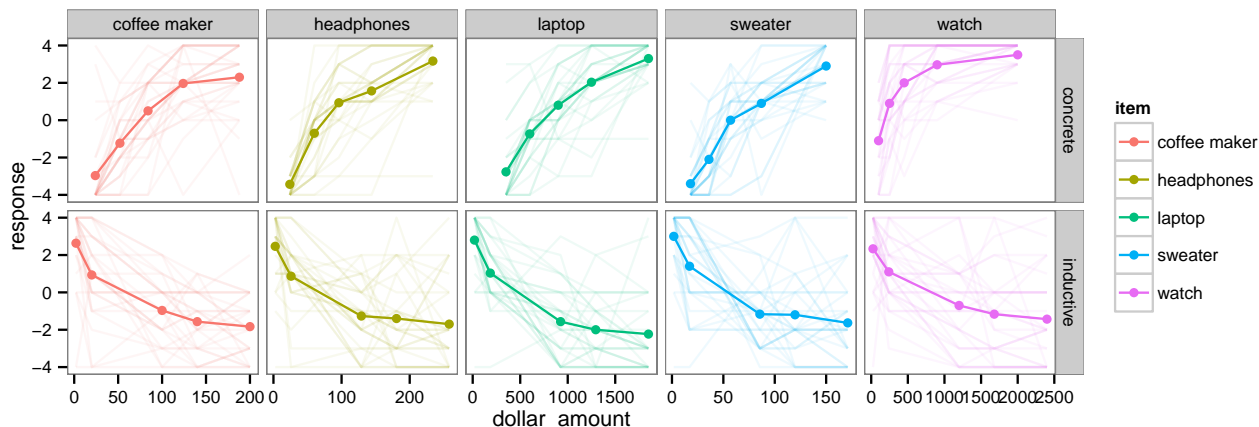 coffee maker headphones laptop sweater watch
4
2
0
−2
−4
concrete
4
2
0
−2
−4
inductive
response
0 50 100 150 200 0 100 200 0 500 1000 1500 0 50 100 150 0 500 1000 1500 2000 2500
dollar_amount
item
coffee maker
headphones
laptop
sweater
watch